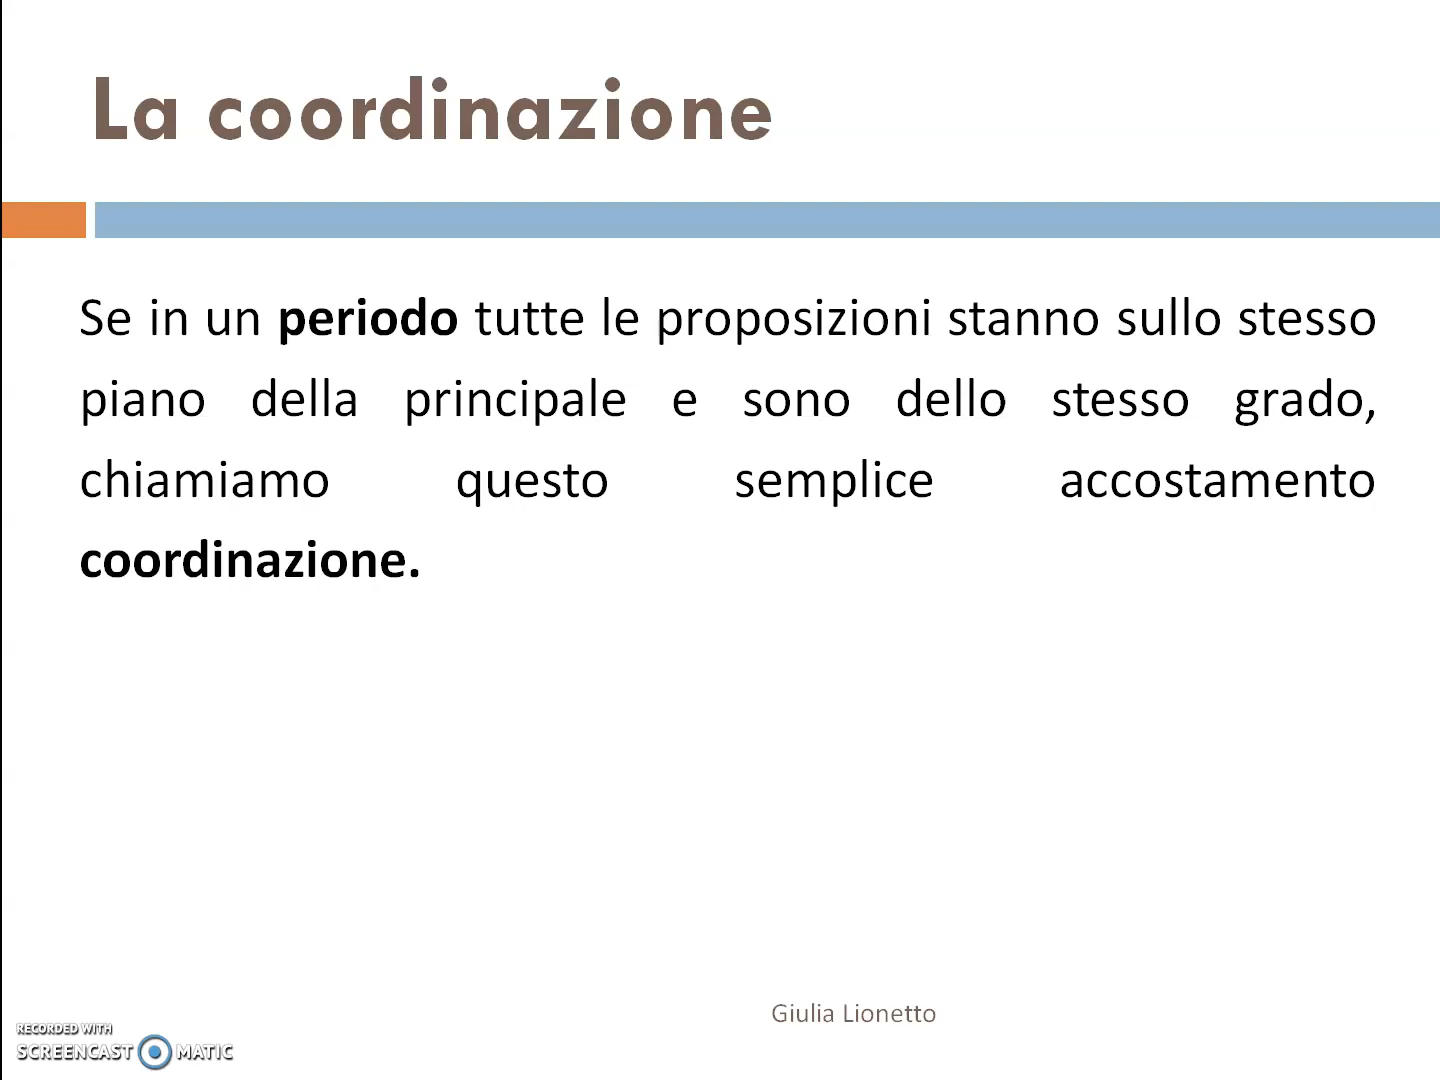 La coordinazione
Se in un periodo tutte le proposizioni stanno sullo stesso
piano della principale e sono dello stesso grado,
chiamiamo questo semplice accostamento
coordinazione.
Giulia Lionetto
RECORDED WITH
SCREENCAST MATIC